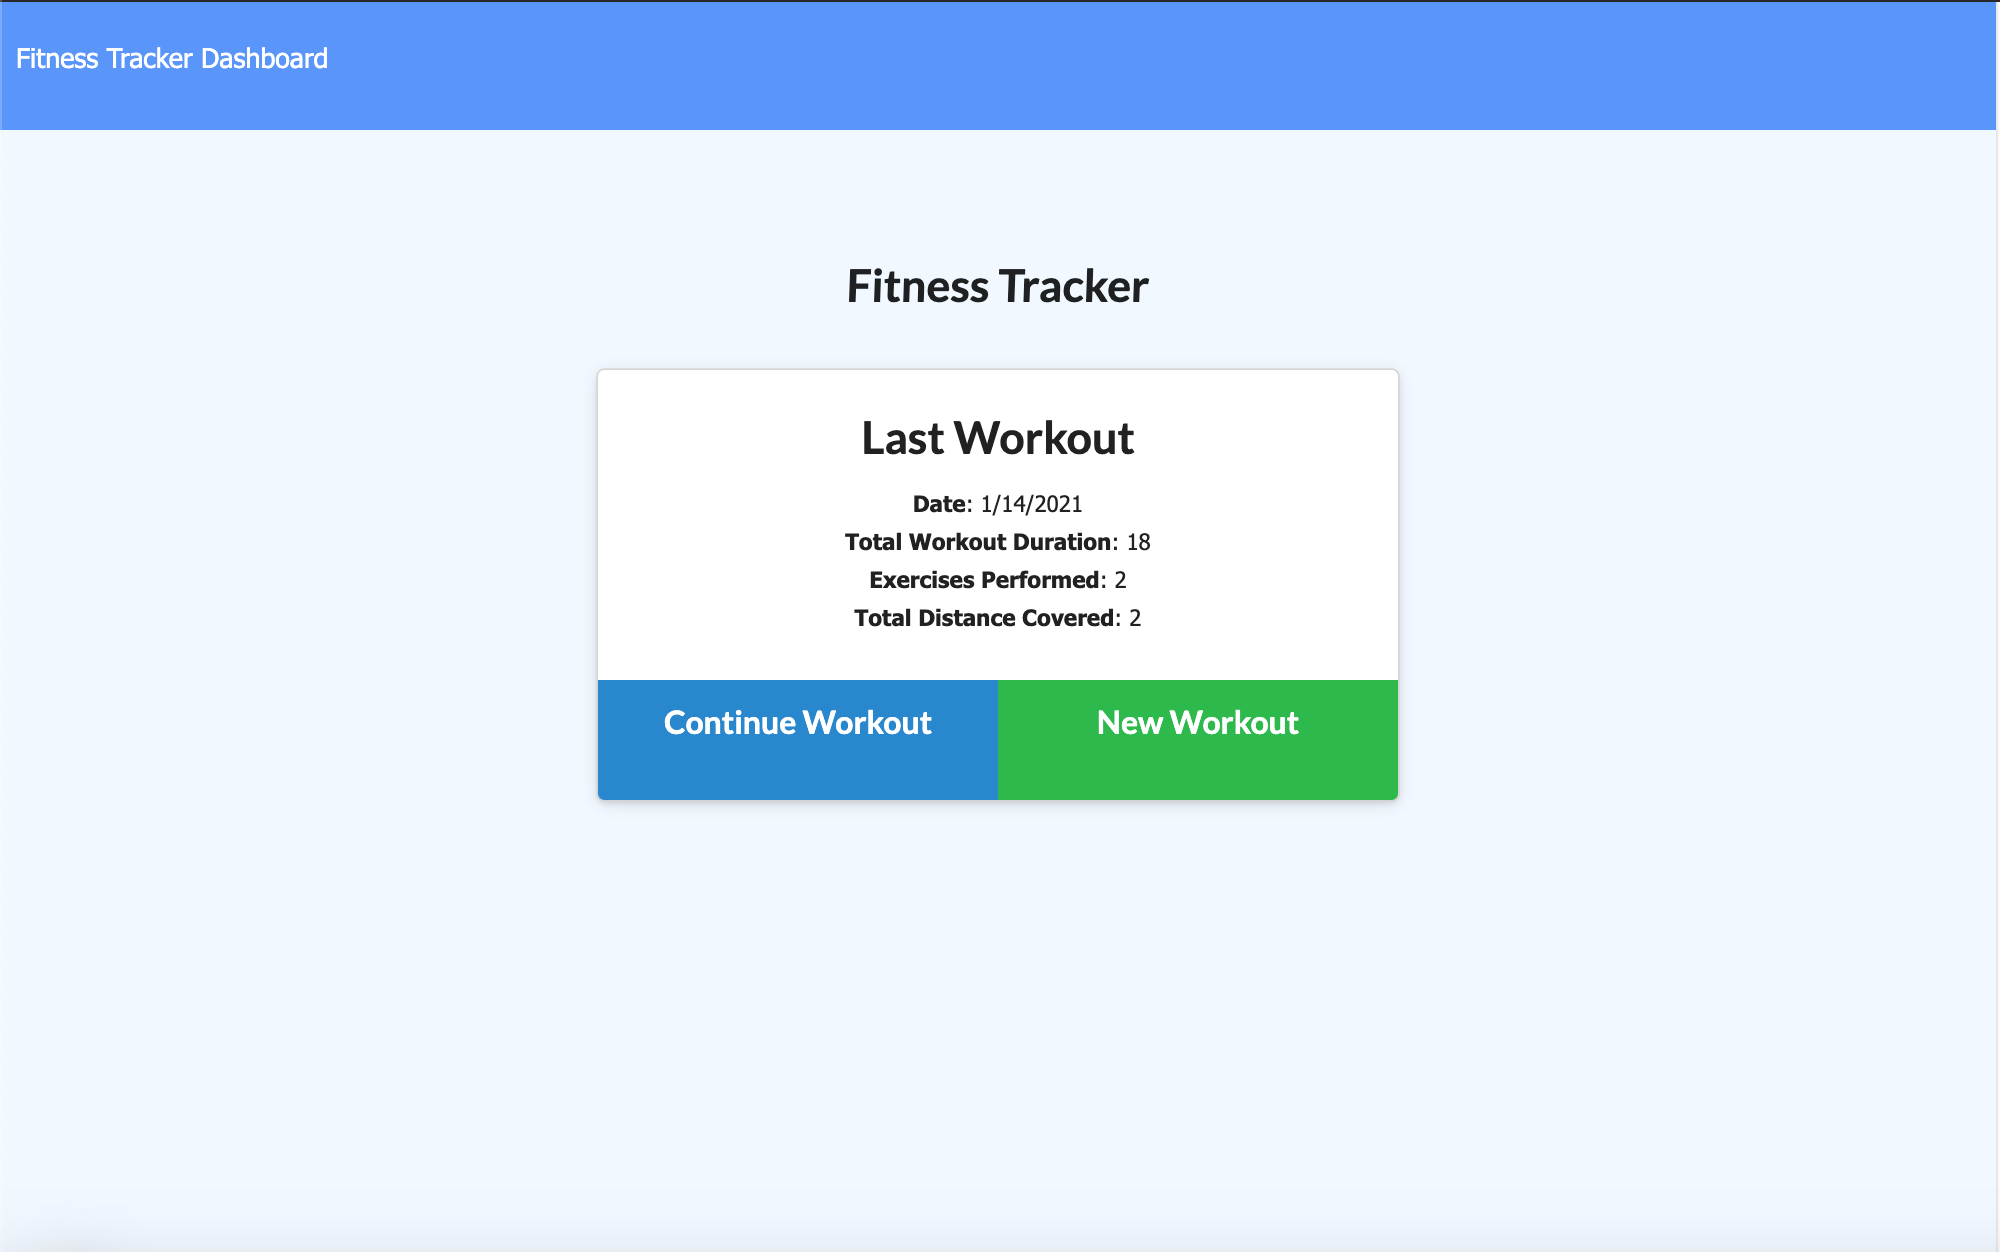 Fitness Tracker Dashboard
Fitness Tracker
Last Workout
Date: 1/14/2021
Total Workout Duration: 18
Exercises Performed: 2
Total Distance Covered: 2
Continue Workout
New Workout